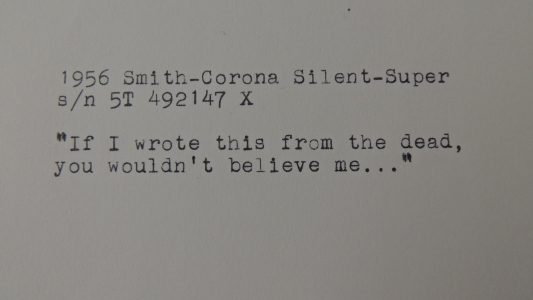 1956 Smith-Corona Silent-Super
s/n 5T 492147 X
"If I wrote this from the dead,
you wouldn't believe me..."